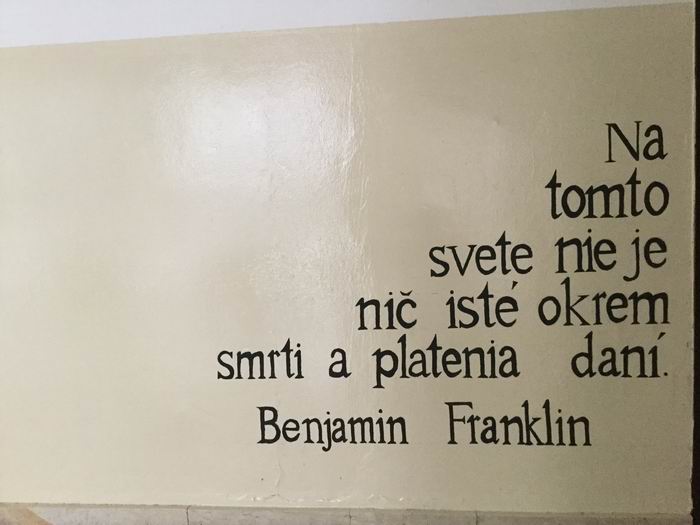 Na
tomto
svete nie je
nič isté okrem
smrti a platenia daní.
Benjamin Franklin